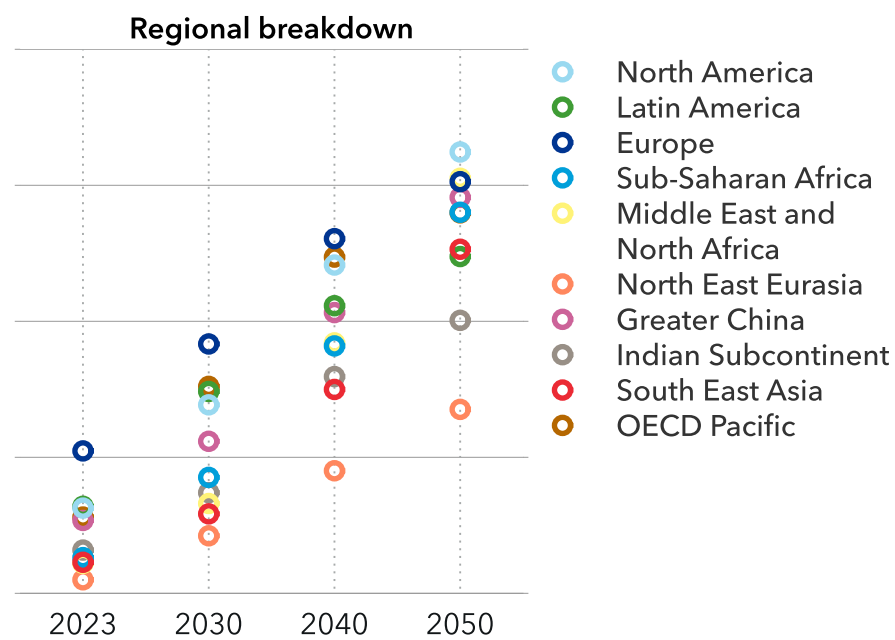 Regional breakdown
North America
Latin America
Europe
Sub-Saharan Africa
Middle East and
North Africa
North East Eurasia
Greater China
Indian Subcontinent
South East Asia
OECD Pacific
2023 2030 2040 2050